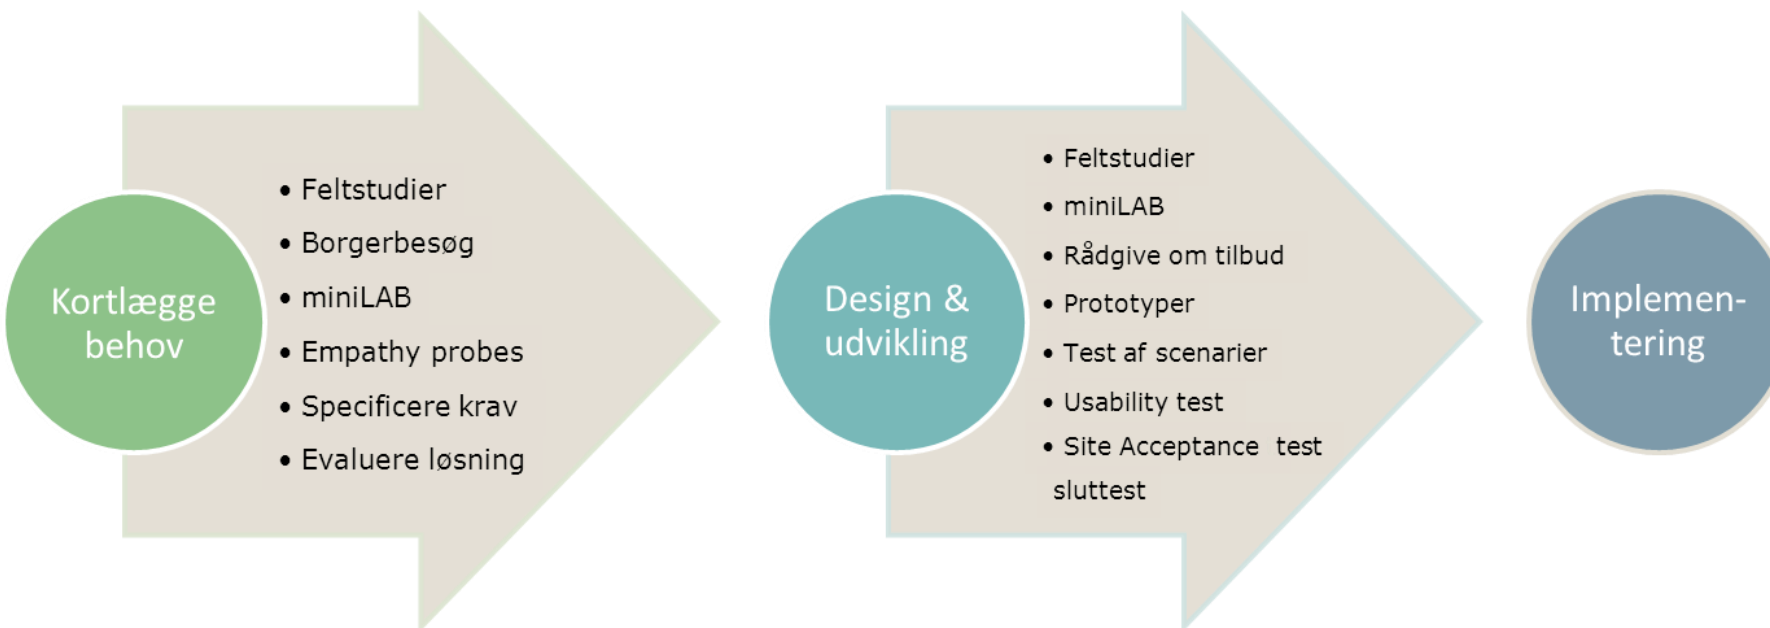 Kortlægge
behov
• Feltstudier
• Borgerbesøg
• miniLAB
• Empathy probes
• Specificere krav
• Evaluere løsning
Design &
udvikling
• Feltstudier
• miniLAB
• Rådgive om tilbud
• Prototyper
• Test af scenarier
• Usability test
• Site Acceptance test
sluttest
Implemen-
tering